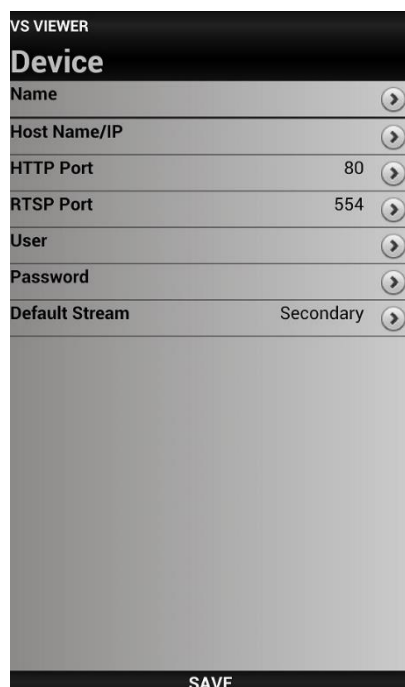 VS VIEWER
Device
Name
Host Name/IP
HTTP Port 80
RTSP Port 554
User
Password
Default Stream Secondary
SAVE